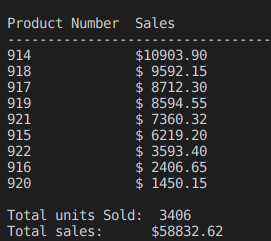 Product Number  Sales
----------------------------------
914             $10903.90
918             $ 9592.15
917             $ 8712.30
919             $ 8594.55
921             $ 7360.32
915             $ 6219.20
922             $ 3593.40
916             $ 2406.65
920             $ 1450.15

Total units Sold:  3406
Total sales:      $58832.62